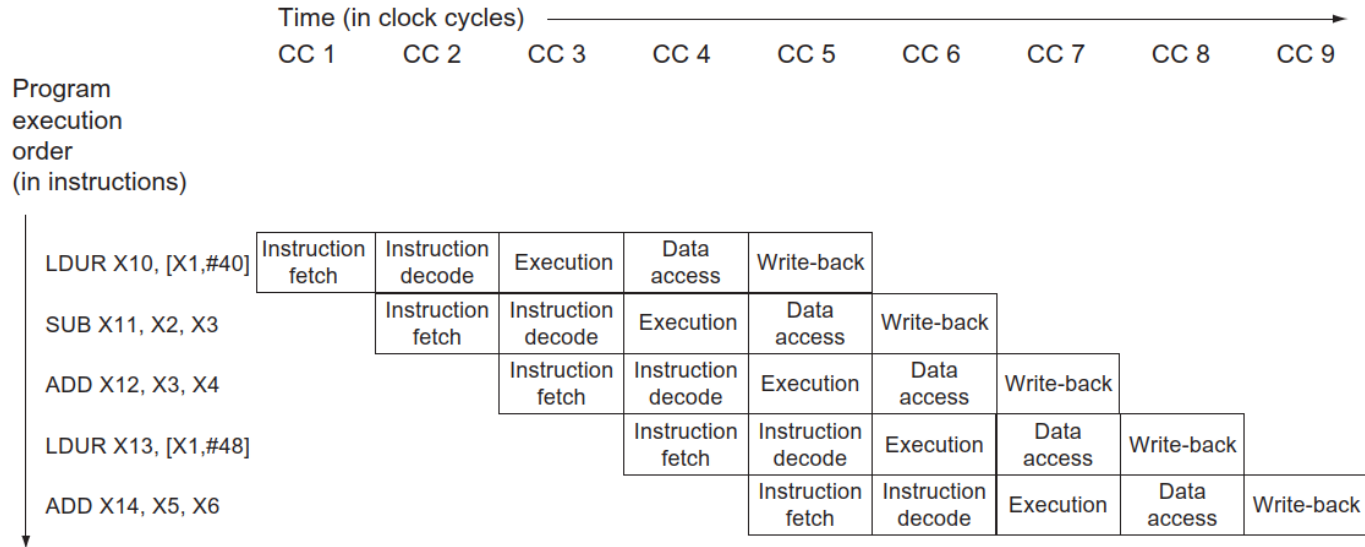 Time (in clock cycles)
CC 1 CC 2 CC 3 CC 4 CC 5 CC 6 CC 7 CC 8 CC 9
Program
execution
order
(in instructions)
LDUR X10, [X1,#40] Instruction fetch Instruction decode Execution Data access Write-back
SUB X11, X2, X3 Instruction fetch Instruction decode Execution Data access Write-back
ADD X12, X3, X4 Instruction fetch Instruction decode Execution Data access Write-back
LDUR X13, [X1,#48] Instruction fetch Instruction decode Execution Data access Write-back
ADD X14, X5, X6 Instruction fetch Instruction decode Execution Data access Write-back